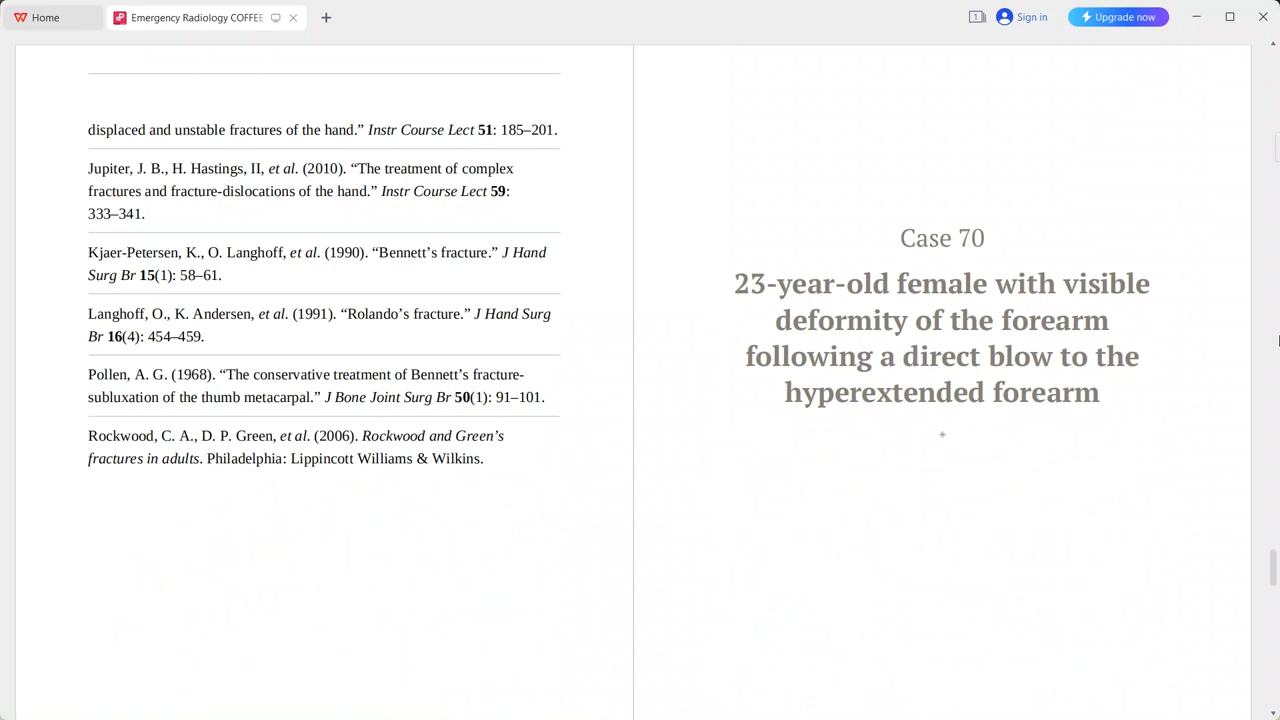 Home
Emergency Radiology COFFEE
1
Sign in
Upgrade now
displaced and unstable fractures of the hand.” Instr Course Lect 51: 185–201.
Jupiter, J. B., H. Hastings, II, et al. (2010). “The treatment of complex
fractures and fracture-dislocations of the hand.” Instr Course Lect 59:
333–341.
Kjaer-Petersen, K., O. Langhoff, et al. (1990). “Bennett’s fracture.” J Hand
Surg Br 15(1): 58–61.
Langhoff, O., K. Andersen, et al. (1991). “Rolando’s fracture.” J Hand Surg
Br 16(4): 454–459.
Pollen, A. G. (1968). “The conservative treatment of Bennett’s fracture-
subluxation of the thumb metacarpal.” J Bone Joint Surg Br 50(1): 91–101.
Rockwood, C. A., D. P. Green, et al. (2006). Rockwood and Green’s
fractures in adults. Philadelphia: Lippincott Williams & Wilkins.
Case 70
23-year-old female with visible
deformity of the forearm
following a direct blow to the
hyperextended forearm